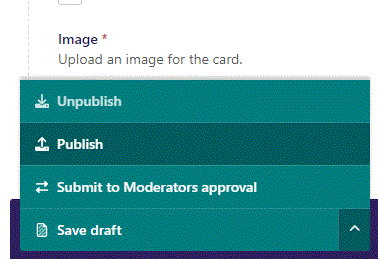 Image *
Upload an image for the card.
Unpublish
Publish
Submit to Moderators approval
Save draft